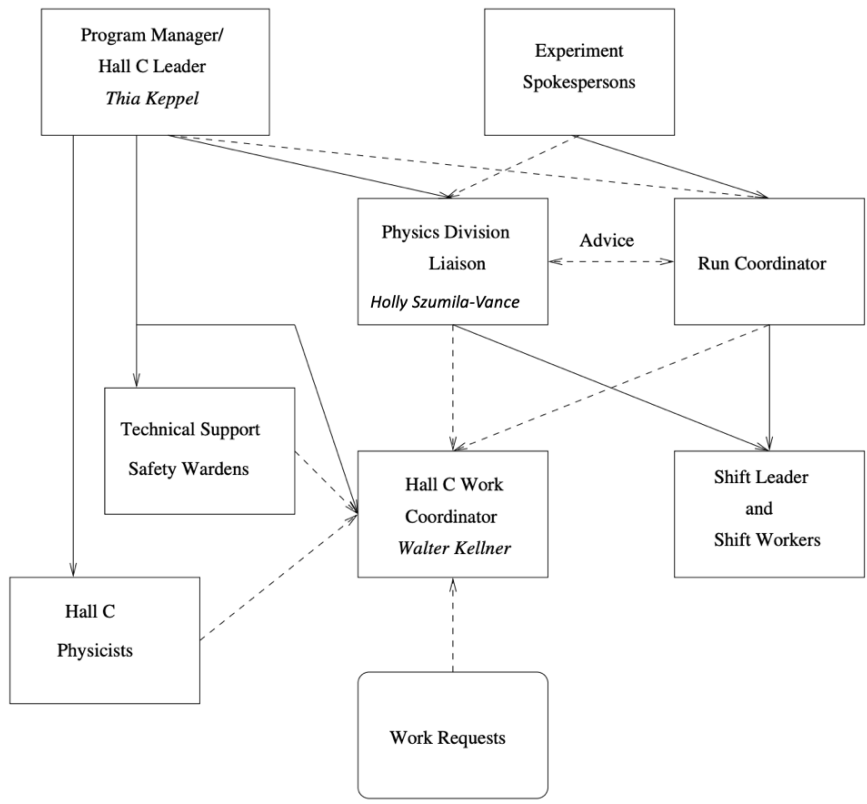 Program Manager/
Hall C Leader
Thia Keppel
Experiment
Spokespersons
Physics Division
Liaison
Holly Szumila-Vance
Advice
Run Coordinator
Technical Support
Safety Wardens
Hall C Work
Coordinator
Walter Kellner
Shift Leader
and
Shift Workers
Hall C
Physicists
Work Requests